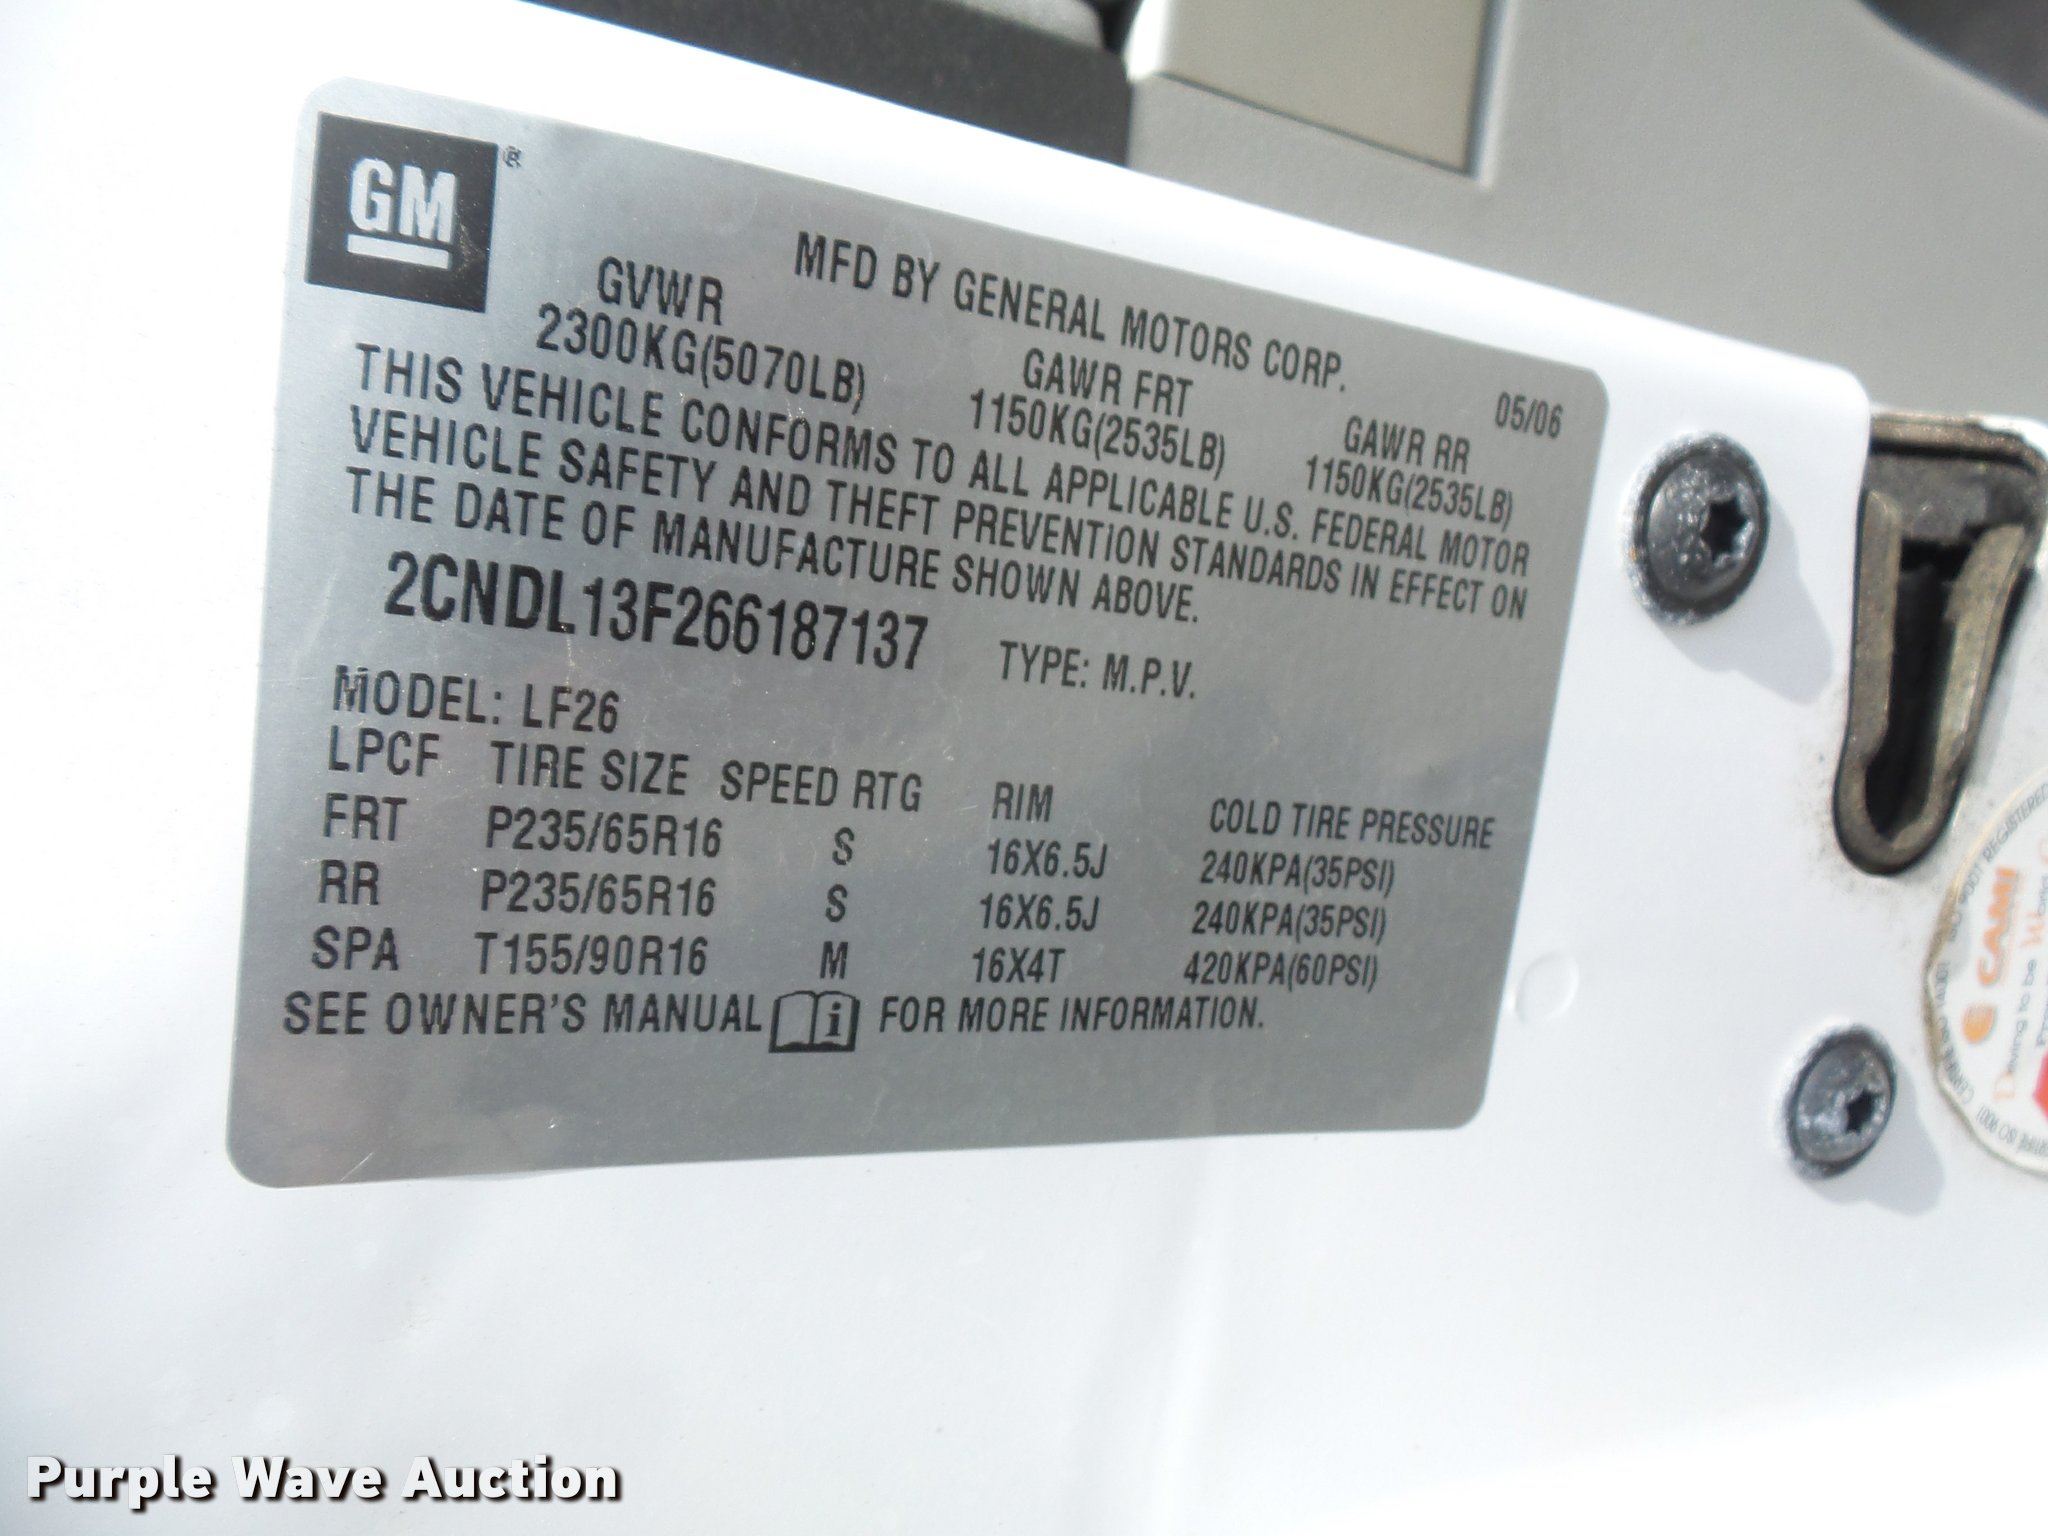 GM®
MFD BY GENERAL MOTORS CORP. 05/06
GVWR GAWR FRT GAWR RR
2300KG(5070LB) 1150KG(2535LB) 1150KG(2535LB)
THIS VEHICLE CONFORMS TO ALL APPLICABLE U.S. FEDERAL MOTOR
VEHICLE SAFETY AND THEFT PREVENTION STANDARDS IN EFFECT ON
THE DATE OF MANUFACTURE SHOWN ABOVE.
2CNDL13F266187137 TYPE: M.P.V.
MODEL: LF26
LPCF TIRE SIZE SPEED RTG RIM COLD TIRE PRESSURE
FRT P235/65R16 S 16X6.5J 240KPA(35PSI)
RR P235/65R16 S 16X6.5J 240KPA(35PSI)
SPA T155/90R16 M 16X4T 420KPA(60PSI)
SEE OWNER'S MANUAL i FOR MORE INFORMATION.
CAMI
Driving to be
Purple Wave Auction